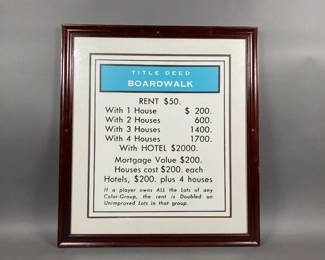 TITLE DEED
BOARDWALK
RENT $50.
With 1 House $ 200.
With 2 Houses 600.
With 3 Houses 1400.
With 4 Houses 1700.
With HOTEL $2000.
Mortgage Value $200.
Houses cost $200. each
Hotels, $200. plus 4 houses
If a player owns ALL the Lots of any
Color-Group, the rent is Doubled on
Unimproved Lots in that group.